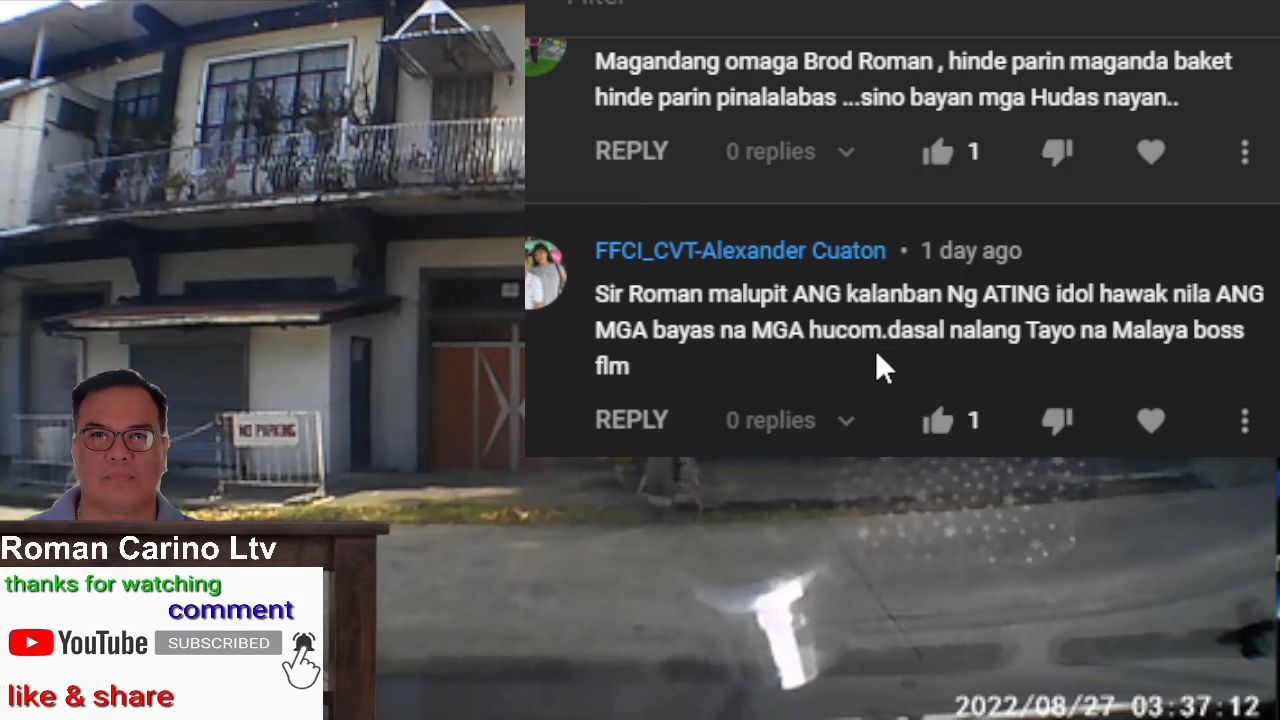 Filter
Magandang omaga Brod Roman , hinde parin maganda baket
hinde parin pinalalabas ...sino bayan mga Hudas nayan..
REPLY 0 replies 1
FFCI_CVT-Alexander Cuaton • 1 day ago
Sir Roman malupit ANG kalanban Ng ATING idol hawak nila ANG
MGA bayas na MGA hucom.dasal nalang Tayo na Malaya boss
flm
REPLY 0 replies 1
NO PARKING
Roman Carino Ltv
thanks for watching
comment
YouTube SUBSCRIBED
like & share
2022/08/27 03:37:12